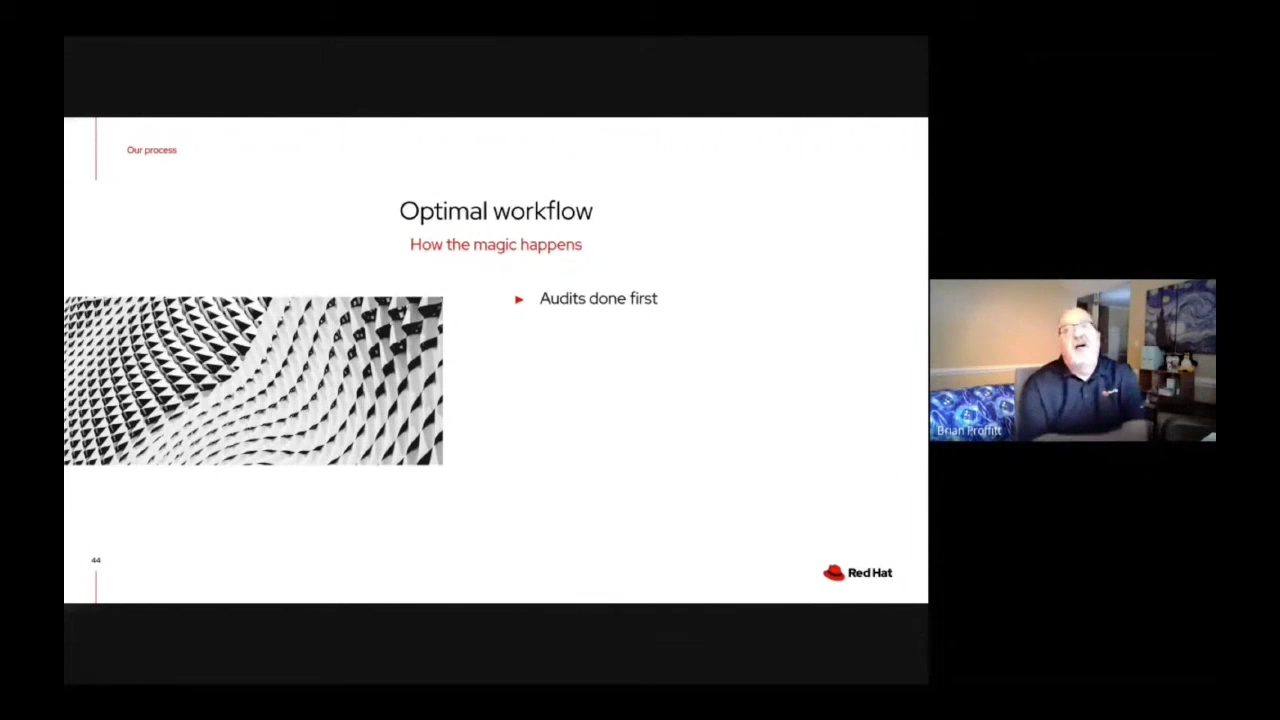 Our process
Optimal workflow
How the magic happens
► Audits done first
Brian Proffitt
44
Red Hat